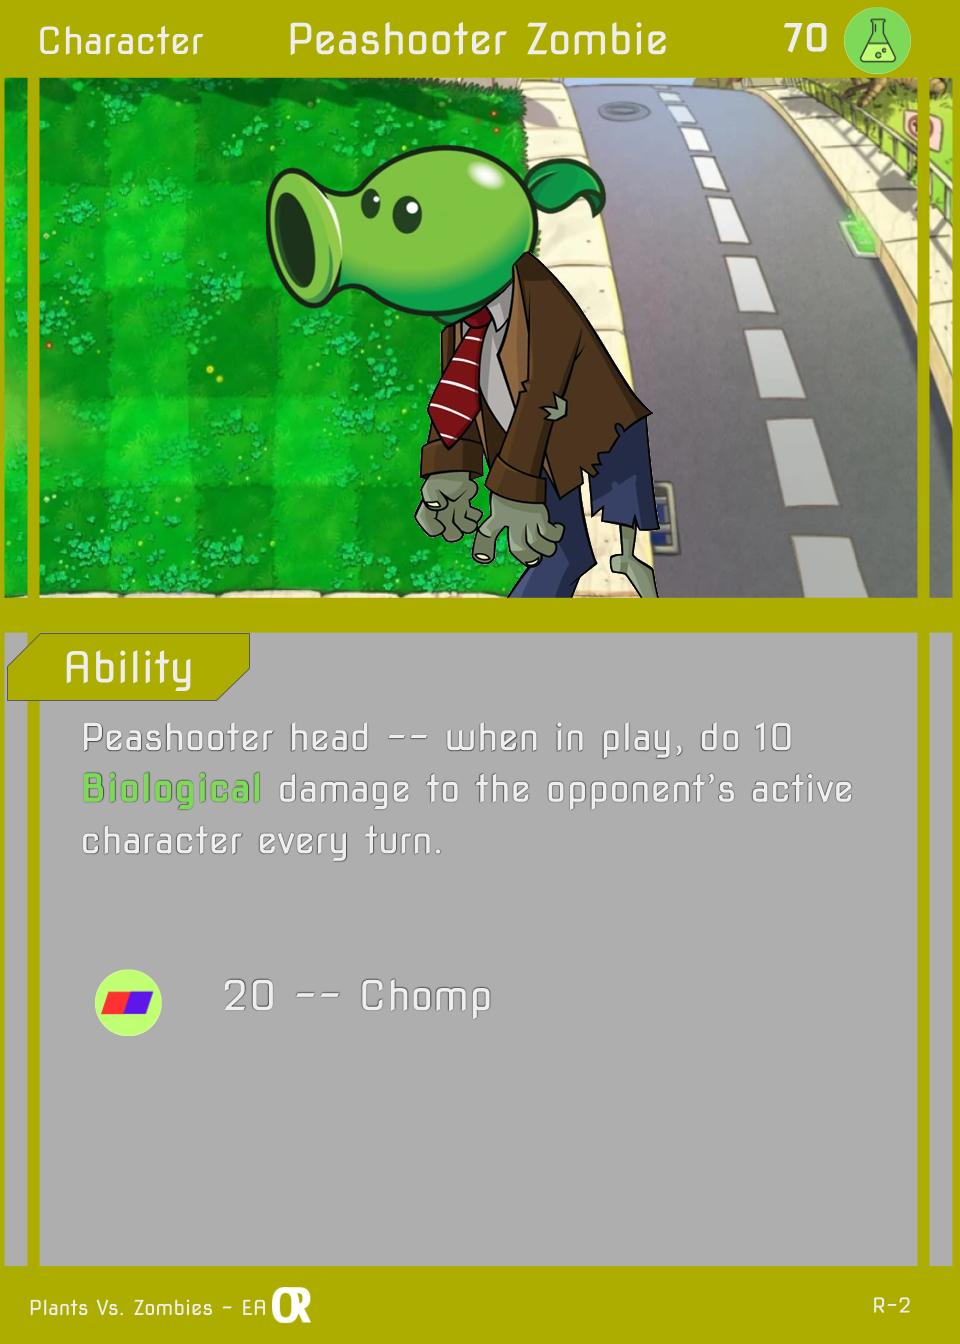 Character Peashooter Zombie 70
Ability
Peashooter head -- when in play, do 10
Biological damage to the opponent's active
character every turn.
20 -- Chomp
Plants Vs. Zombies - EA OR R-2